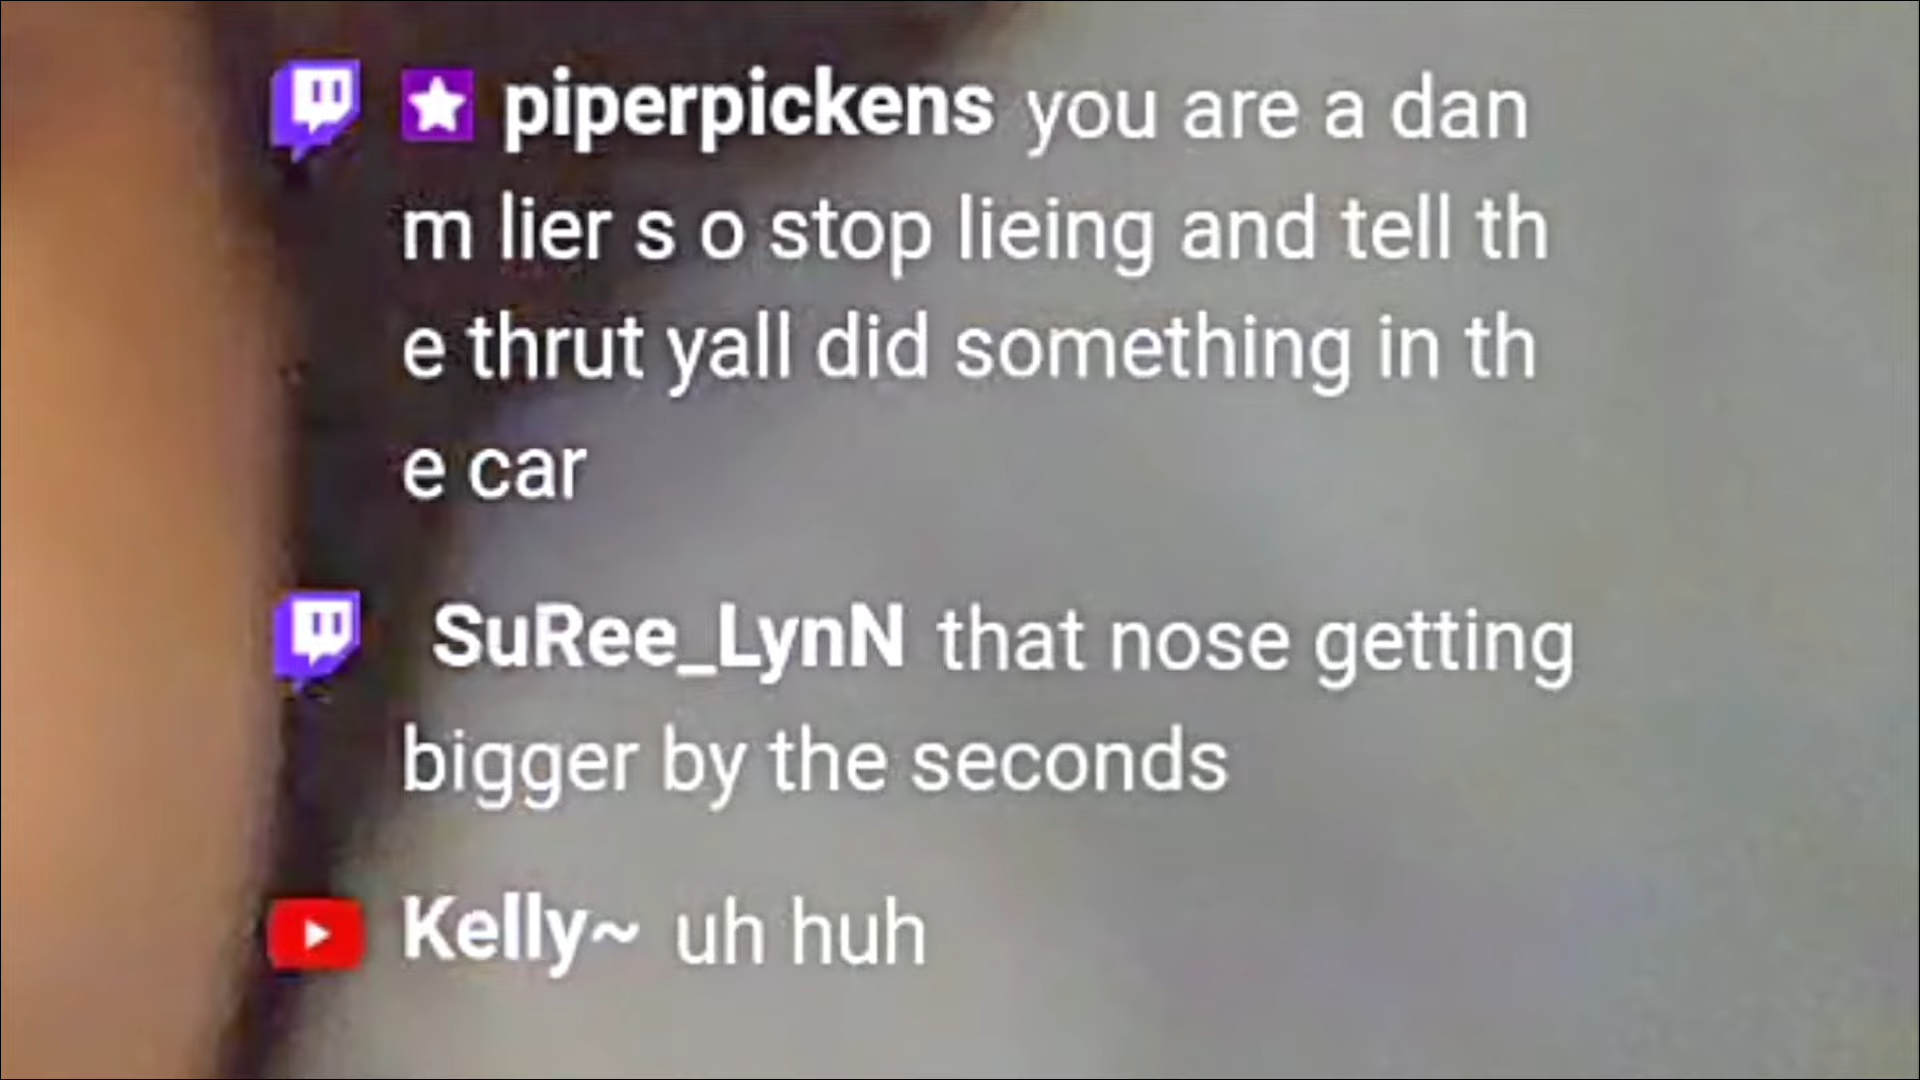 piperpickens you are a dan
m lier s o stop lieing and tell th
e thrut yall did something in th
e car
SuRee_LynN that nose getting
bigger by the seconds
Kelly~ uh huh